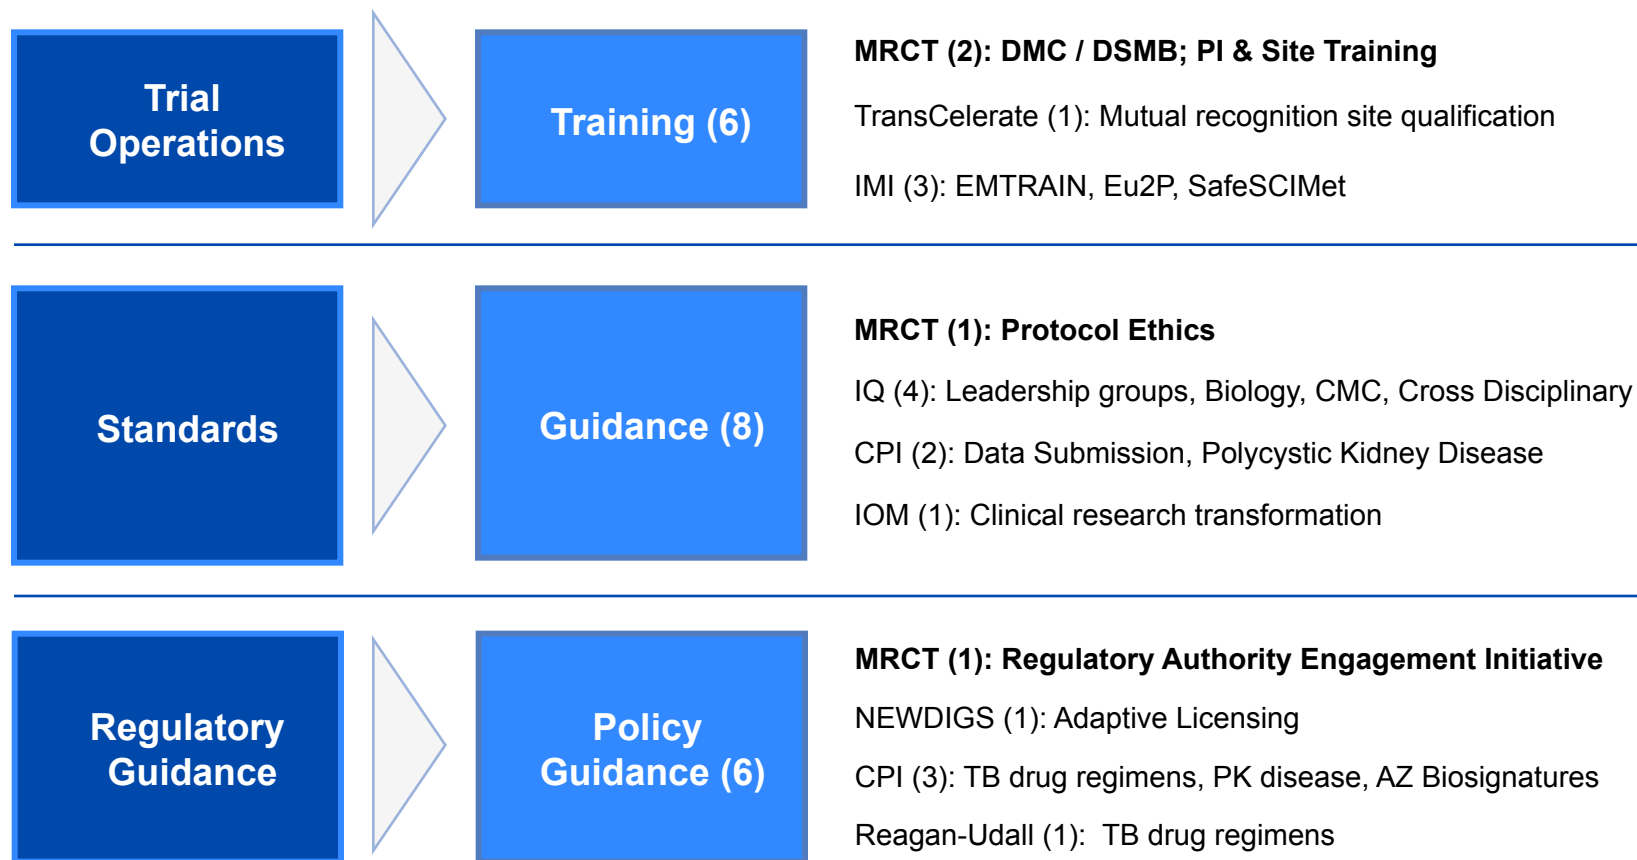 Trial
Operations
Training (6)
MRCT (2): DMC / DSMB; PI & Site Training
TransCelerate (1): Mutual recognition site qualification
IMI (3): EMTRAIN, Eu2P, SafeSCIMet
Standards
Guidance (8)
MRCT (1): Protocol Ethics
IQ (4): Leadership groups, Biology, CMC, Cross Disciplinary
CPI (2): Data Submission, Polycystic Kidney Disease
IOM (1): Clinical research transformation
Regulatory
Guidance
Policy
Guidance (6)
MRCT (1): Regulatory Authority Engagement Initiative
NEWDIGS (1): Adaptive Licensing
CPI (3): TB drug regimens, PK disease, AZ Biosignatures
Reagan-Udall (1): TB drug regimens